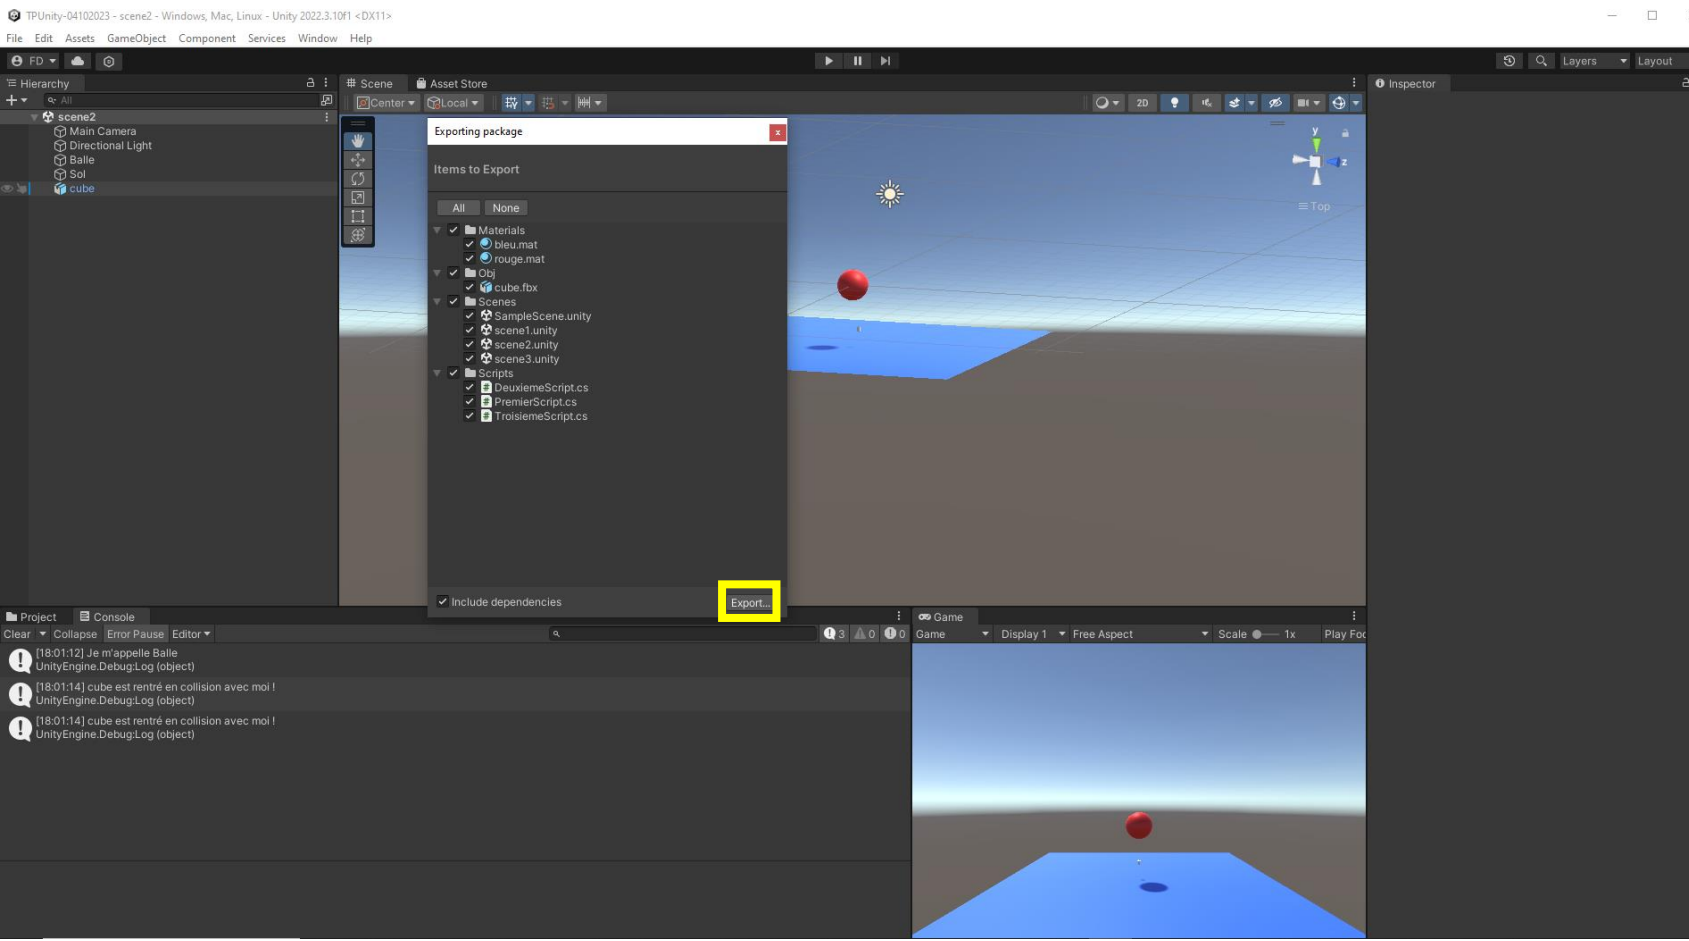 TPUnity-04102023 - scene2 - Windows, Mac, Linux - Unity 2022.3.10f1 <DX11>
File Edit Assets GameObject Component Services Window Help
FD
Layers Layout
Hierarchy
All
scene2
Main Camera
Directional Light
Balle
Sol
cube
Scene Asset Store
Center Local
2D
y
z
Top
Exporting package
x
Items to Export
All None
Materials
bleu.mat
rouge.mat
Obj
cube.fbx
Scenes
SampleScene.unity
scene1.unity
scene2.unity
scene3.unity
Scripts
DeuxiemeScript.cs
PremierScript.cs
TroisiemeScript.cs
Include dependencies
Export...
Inspector
Project Console
Clear Collapse Error Pause Editor
3 0 0
[18:01:12] Je m'appelle Balle
UnityEngine.Debug:Log (object)
[18:01:14] cube est rentré en collision avec moi !
UnityEngine.Debug:Log (object)
[18:01:14] cube est rentré en collision avec moi !
UnityEngine.Debug:Log (object)
Game
Game Display 1 Free Aspect Scale 1x Play Foc